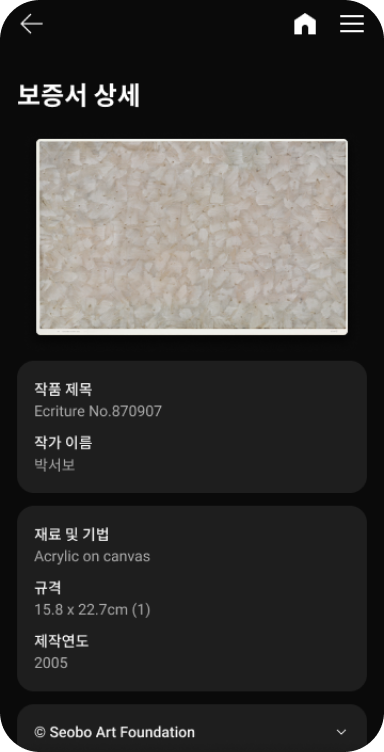 보증서 상세
작품 제목
Ecriture No.870907
작가 이름
박서보
재료 및 기법
Acrylic on canvas
규격
15.8 x 22.7cm (1)
제작연도
2005
© Seobo Art Foundation